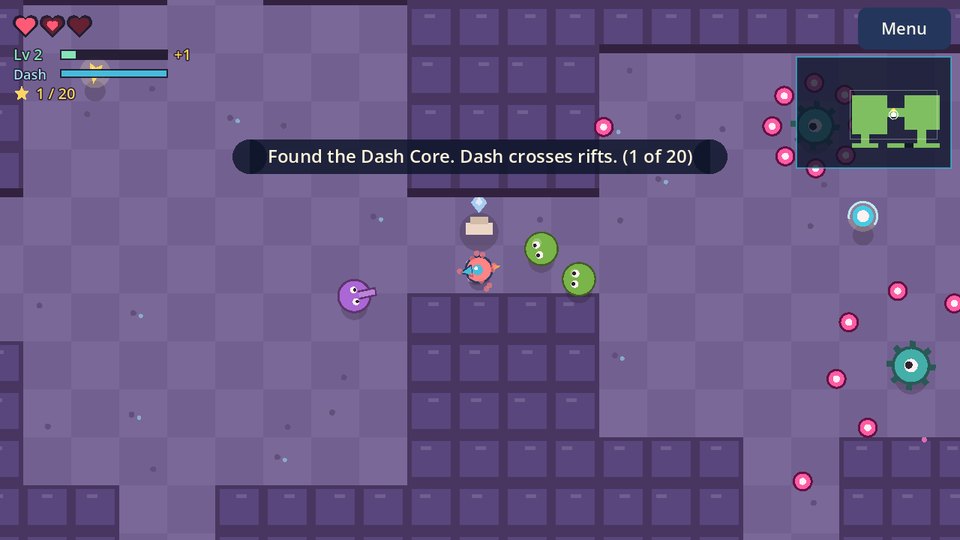 Menu
Lv 2
+1
Dash
1 / 20
Found the Dash Core. Dash crosses rifts. (1 of 20)